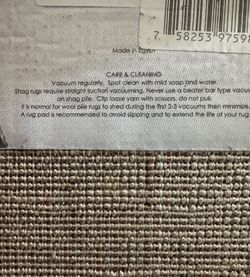 7 58253 97598
Made in Egypt
CARE & CLEANING
Vacuum regularly. Spot clean with mild soap and water.
Shag rugs require straight suction vacuuming. Never use a beater bar type vacuum
on shag pile. Clip loose yarn with scissors, do not pull.
It is normal for wool pile rugs to shed during the first 2-3 vacuums then minimize.
A rug pad is recommended to avoid slipping and to extend the life of your rug.